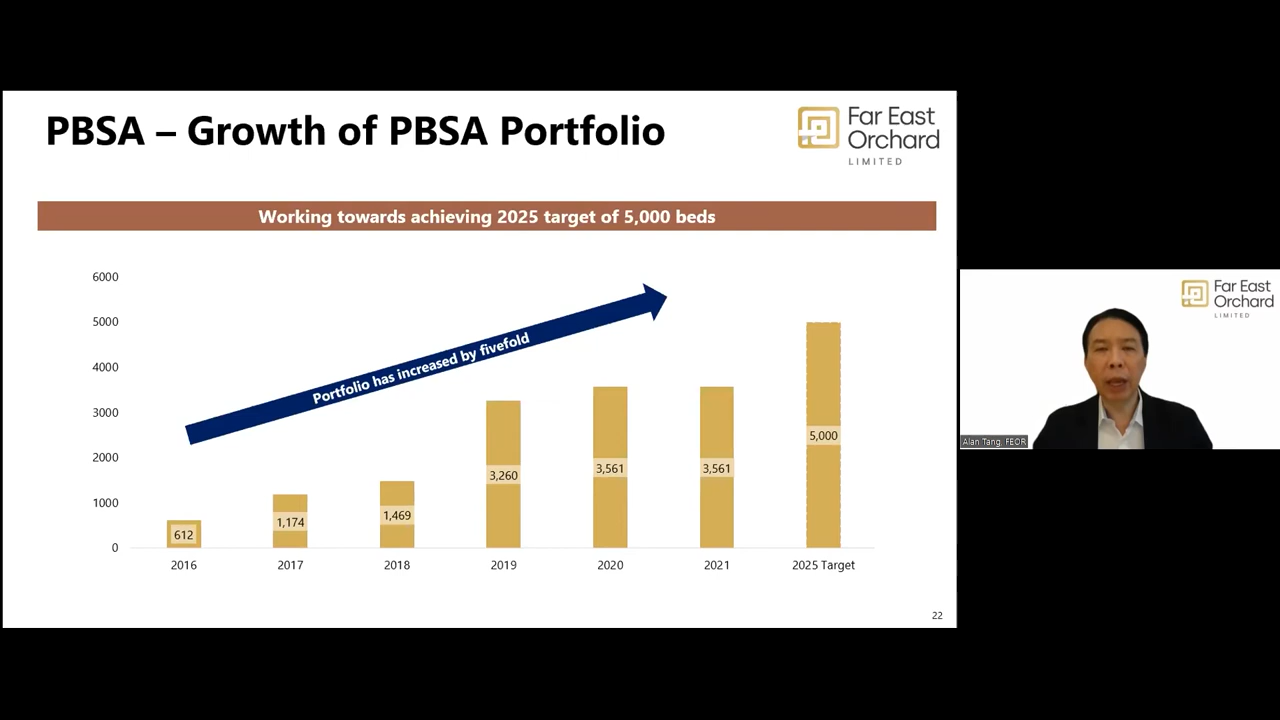 PBSA – Growth of PBSA Portfolio
Far East
Orchard
LIMITED
Working towards achieving 2025 target of 5,000 beds
6000
5000
4000
3000
2000
1000
0
Portfolio has increased by fivefold
612
1,174
1,469
3,260
3,561
3,561
5,000
2016
2017
2018
2019
2020
2021
2025 Target
22
Far East
Orchard
LIMITED
Alan Tang, FEOR